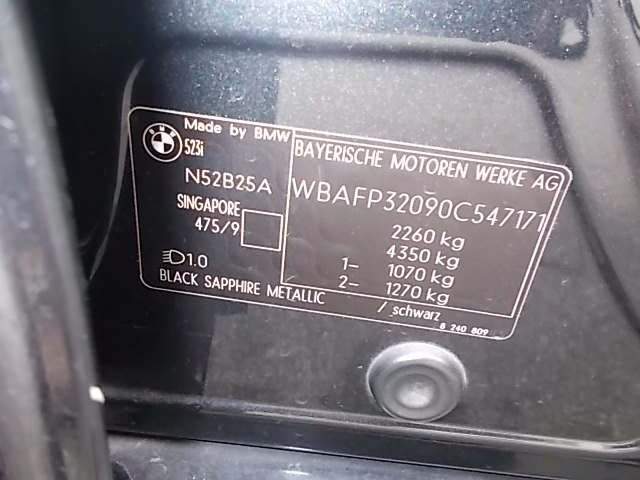 BMW
Made by BMW
523i
N52B25A
SINGAPORE
475/9
1.0
BLACK SAPPHIRE METALLIC
BAYERISCHE MOTOREN WERKE AG
WBAFP32090C547171
2260 kg
4350 kg
1- 1070 kg
2- 1270 kg
/ schwarz
8 240 809